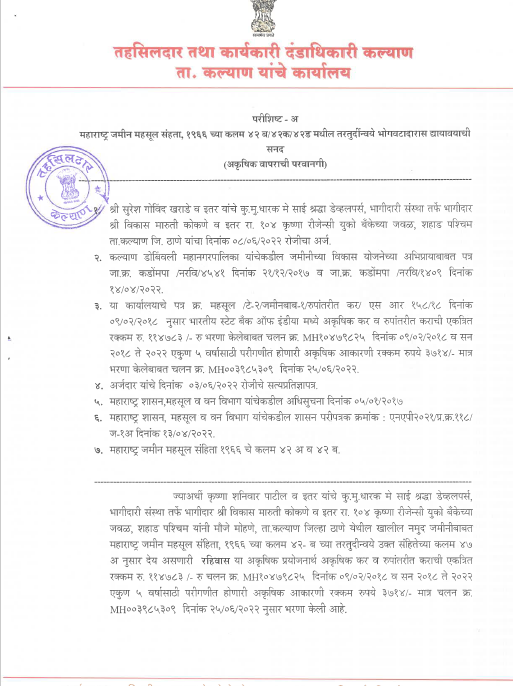 तहसिलदार तथा कार्यकारी दंडाधिकारी कल्याण
ता. कल्याण यांचे कार्यालय
परीशिष्ट - अ
महाराष्ट्र जमीन महसूल संहता, १९६६ च्या कलम ४२ ब/४२क/४२ड मधील तरतुदींन्वये भोगवटादारास द्यावयाची
सनद
(अकृषिक वापराची परवानगी)
तहसिलदार
कल्याण
१. श्री सुरेश गोविंद खराडे व इतर यांचे कु.मु.धारक मे साई श्रद्धा डेव्हलपर्स, भागीदारी संस्था तर्फे भागीदार
श्री विकास मारुती कोकणे व इतर रा. १०४ कृष्णा रीजेन्सी युको बँकेच्या जवळ, शहाड पश्चिम
ता.कल्याण जि. ठाणे यांचा दिनांक ०८/०६/२०२२ रोजीचा अर्ज.
२. कल्याण डोंबिवली महानगरपालिका यांचेकडील जमीनीच्या विकास योजनेच्या अभिप्रायाबाबत पत्र
जा.क्र. कडोंमपा /नरवि/४५४१ दिनांक २१/१२/२०१७ व जा.क्र. कडोंमपा /नरवि/१४०९ दिनांक
१४/०४/२०२२.
३. या कार्यालयाचे पत्र क्र. महसूल /टे-२/जमीनबाब-१/रुपांतरीत कर/ एस आर १५८/१८ दिनांक
०९/०२/२०१८ नुसार भारतीय स्टेट बँक ऑफ इंडीया मध्ये अकृषिक कर व रुपांतरीत कराची एकत्रित
रक्कम रु. ११४७८३ /- रु भरणा केलेबाबत चलन क्र. MH१०४७९८२५ दिनांक ०९/०२/२०१८ व सन
२०१८ ते २०२२ एकुण ५ वर्षासाठी परीगणीत होणारी अकृषिक आकारणी रक्कम रुपये ३७१४/- मात्र
भरणा केलेबाबत चलन क्र. MH००३९८५३०९ दिनांक २५/०६/२०२२.
४. अर्जदार यांचे दिनांक ०३/०६/२०२२ रोजीचे सत्यप्रतिज्ञापत्र.
५. महाराष्ट्र शासन,महसूल व वन विभाग यांचेकडील अधिसुचना दिनांक ०५/०१/२०१७
६. महाराष्ट्र शासन, महसूल व वन विभाग यांचेकडील शासन परीपत्रक क्रमांक : एनएपी२०२१/प्र.क्र.११८/
ज-१अ दिनांक १३/०४/२०२२.
७. महाराष्ट्र जमीन महसूल संहिता १९६६ चे कलम ४२ अ व ४२ ब.
ज्याअर्थी कृष्णा शनिवार पाटील व इतर यांचे कु.मु.धारक मे साई श्रद्धा डेव्हलपर्स,
भागीदारी संस्था तर्फे भागीदार श्री विकास मारुती कोकणे व इतर रा. १०४ कृष्णा रीजेन्सी युको बँकेच्या
जवळ, शहाड पश्चिम यांनी मौजे मोहणे, ता.कल्याण जिल्हा ठाणे येथील खालील नमुद जमीनीबाबत
महाराष्ट्र जमीन महसूल संहिता, १९६६ च्या कलम ४२- ब च्या तरतुदीन्वये उक्त संहितेच्या कलम ४७
अ नुसार देय असणारी रहिवास या अकृषिक प्रयोजनार्थ अकृषिक कर व रुपांतरीत कराची एकत्रित
रक्कम रु. ११४७८३ /- रु चलन क्र. MH१०४७९८२५ दिनांक ०९/०२/२०१८ व सन २०१८ ते २०२२
एकुण ५ वर्षासाठी परीगणीत होणारी अकृषिक आकारणी रक्कम रुपये ३७१४/- मात्र चलन क्र.
MH००३९८५३०९ दिनांक २५/०६/२०२२ नुसार भरणा केली आहे.